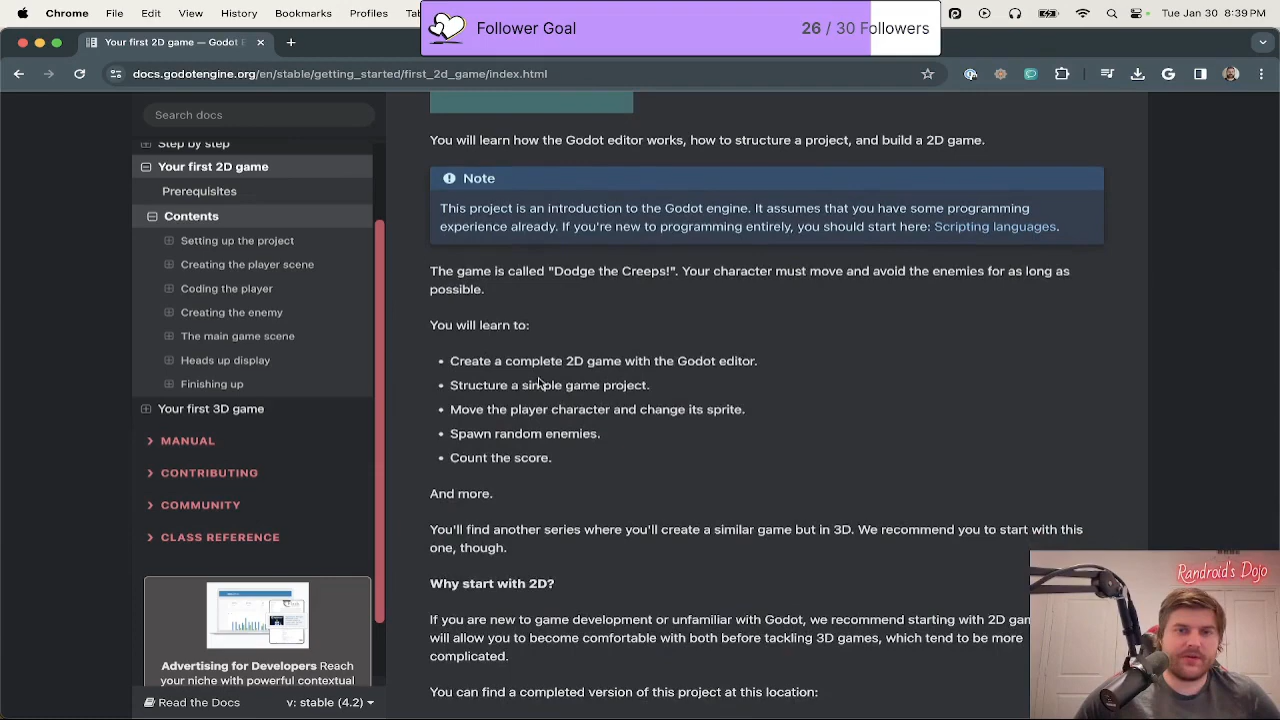 Chrome File Edit View History Bookmarks Profiles Tab
Tue Jan 30 8:39 PM
Follower Goal
26 / 30 Followers
Your first 2D game — Godot E
docs.godotengine.org/en/stable/getting_started/first_2d_game/index.html
Search docs
Step by step
Your first 2D game
Prerequisites
Contents
Setting up the project
Creating the player scene
Coding the player
Creating the enemy
The main game scene
Heads up display
Finishing up
Your first 3D game
MANUAL
CONTRIBUTING
COMMUNITY
CLASS REFERENCE
Advertising for Developers Reach
your niche with powerful contextual
Read the Docs
v: stable (4.2)
You will learn how the Godot editor works, how to structure a project, and build a 2D game.
Note
This project is an introduction to the Godot engine. It assumes that you have some programming
experience already. If you're new to programming entirely, you should start here: Scripting languages.
The game is called "Dodge the Creeps!". Your character must move and avoid the enemies for as long as
possible.
You will learn to:
• Create a complete 2D game with the Godot editor.
• Structure a simple game project.
• Move the player character and change its sprite.
• Spawn random enemies.
• Count the score.
And more.
You'll find another series where you'll create a similar game but in 3D. We recommend you to start with this
one, though.
Why start with 2D?
If you are new to game development or unfamiliar with Godot, we recommend starting with 2D gam
will allow you to become comfortable with both before tackling 3D games, which tend to be more
complicated.
You can find a completed version of this project at this location:
Randroid's Dojo